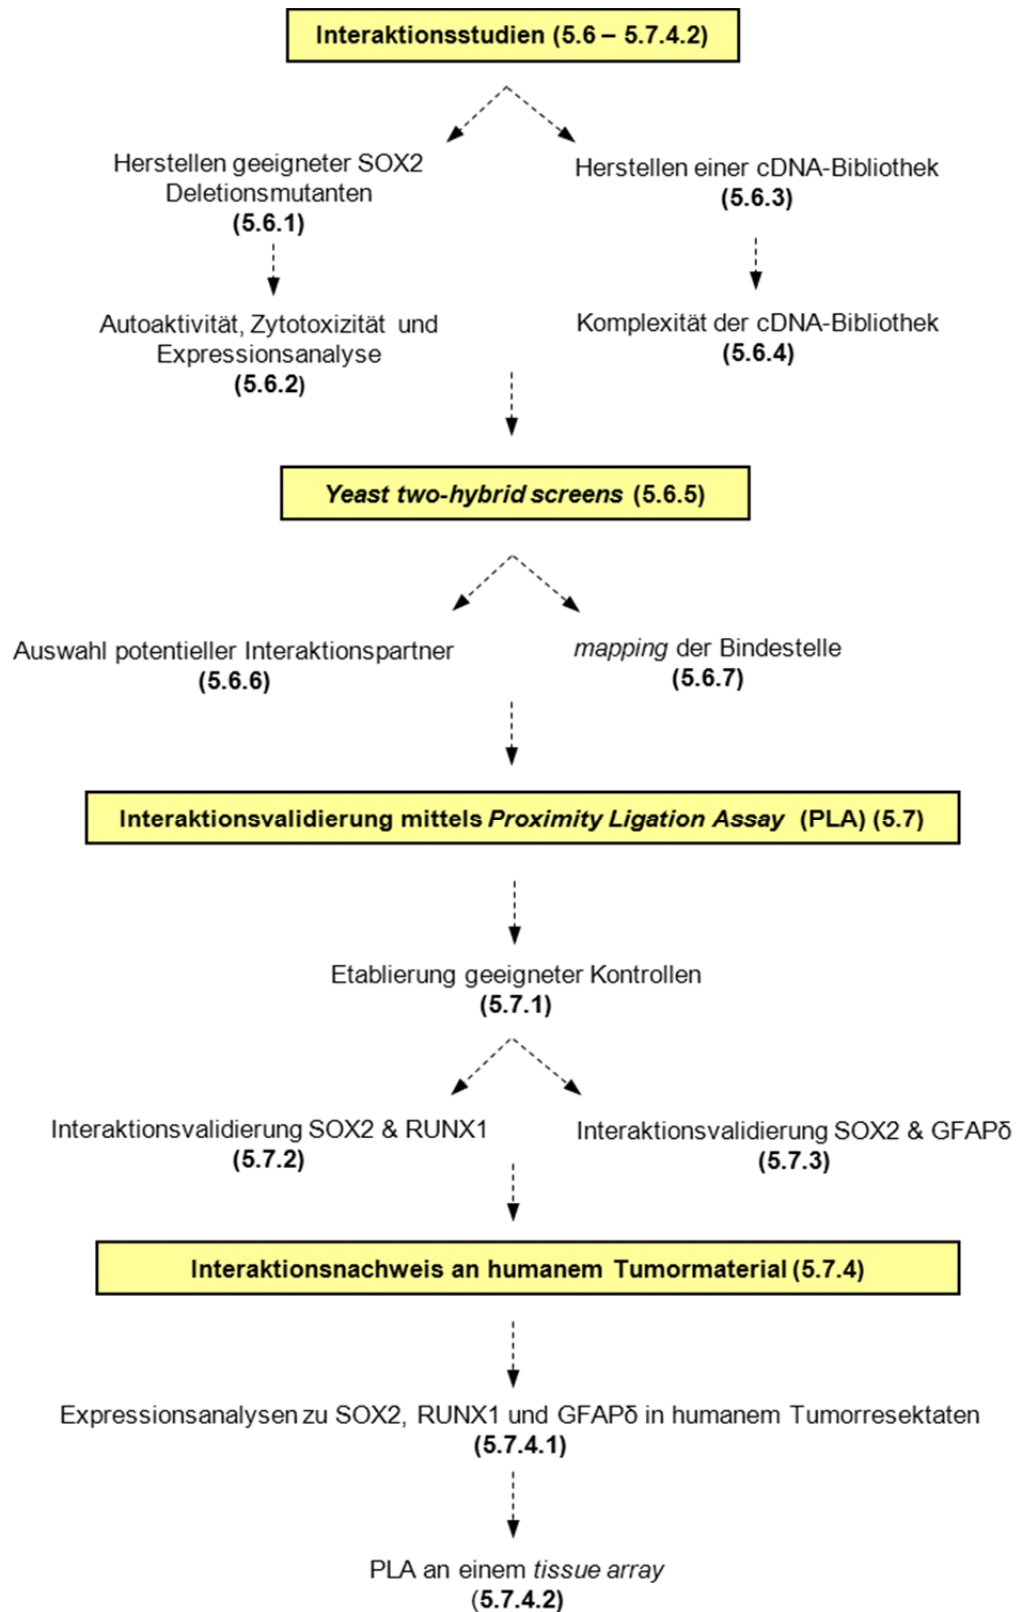 Interaktionsstudien (5.6 – 5.7.4.2)
Herstellen geeigneter SOX2
Deletionsmutanten
(5.6.1)
Herstellen einer cDNA-Bibliothek
(5.6.3)
Autoaktivität, Zytotoxizität und
Expressionsanalyse
(5.6.2)
Komplexität der cDNA-Bibliothek
(5.6.4)
Yeast two-hybrid screens (5.6.5)
Auswahl potentieller Interaktionspartner
(5.6.6)
mapping der Bindestelle
(5.6.7)
Interaktionsvalidierung mittels Proximity Ligation Assay (PLA) (5.7)
Etablierung geeigneter Kontrollen
(5.7.1)
Interaktionsvalidierung SOX2 & RUNX1
(5.7.2)
Interaktionsvalidierung SOX2 & GFAPδ
(5.7.3)
Interaktionsnachweis an humanem Tumormaterial (5.7.4)
Expressionsanalysen zu SOX2, RUNX1 und GFAPδ in humanem Tumorresektaten
(5.7.4.1)
PLA an einem tissue array
(5.7.4.2)